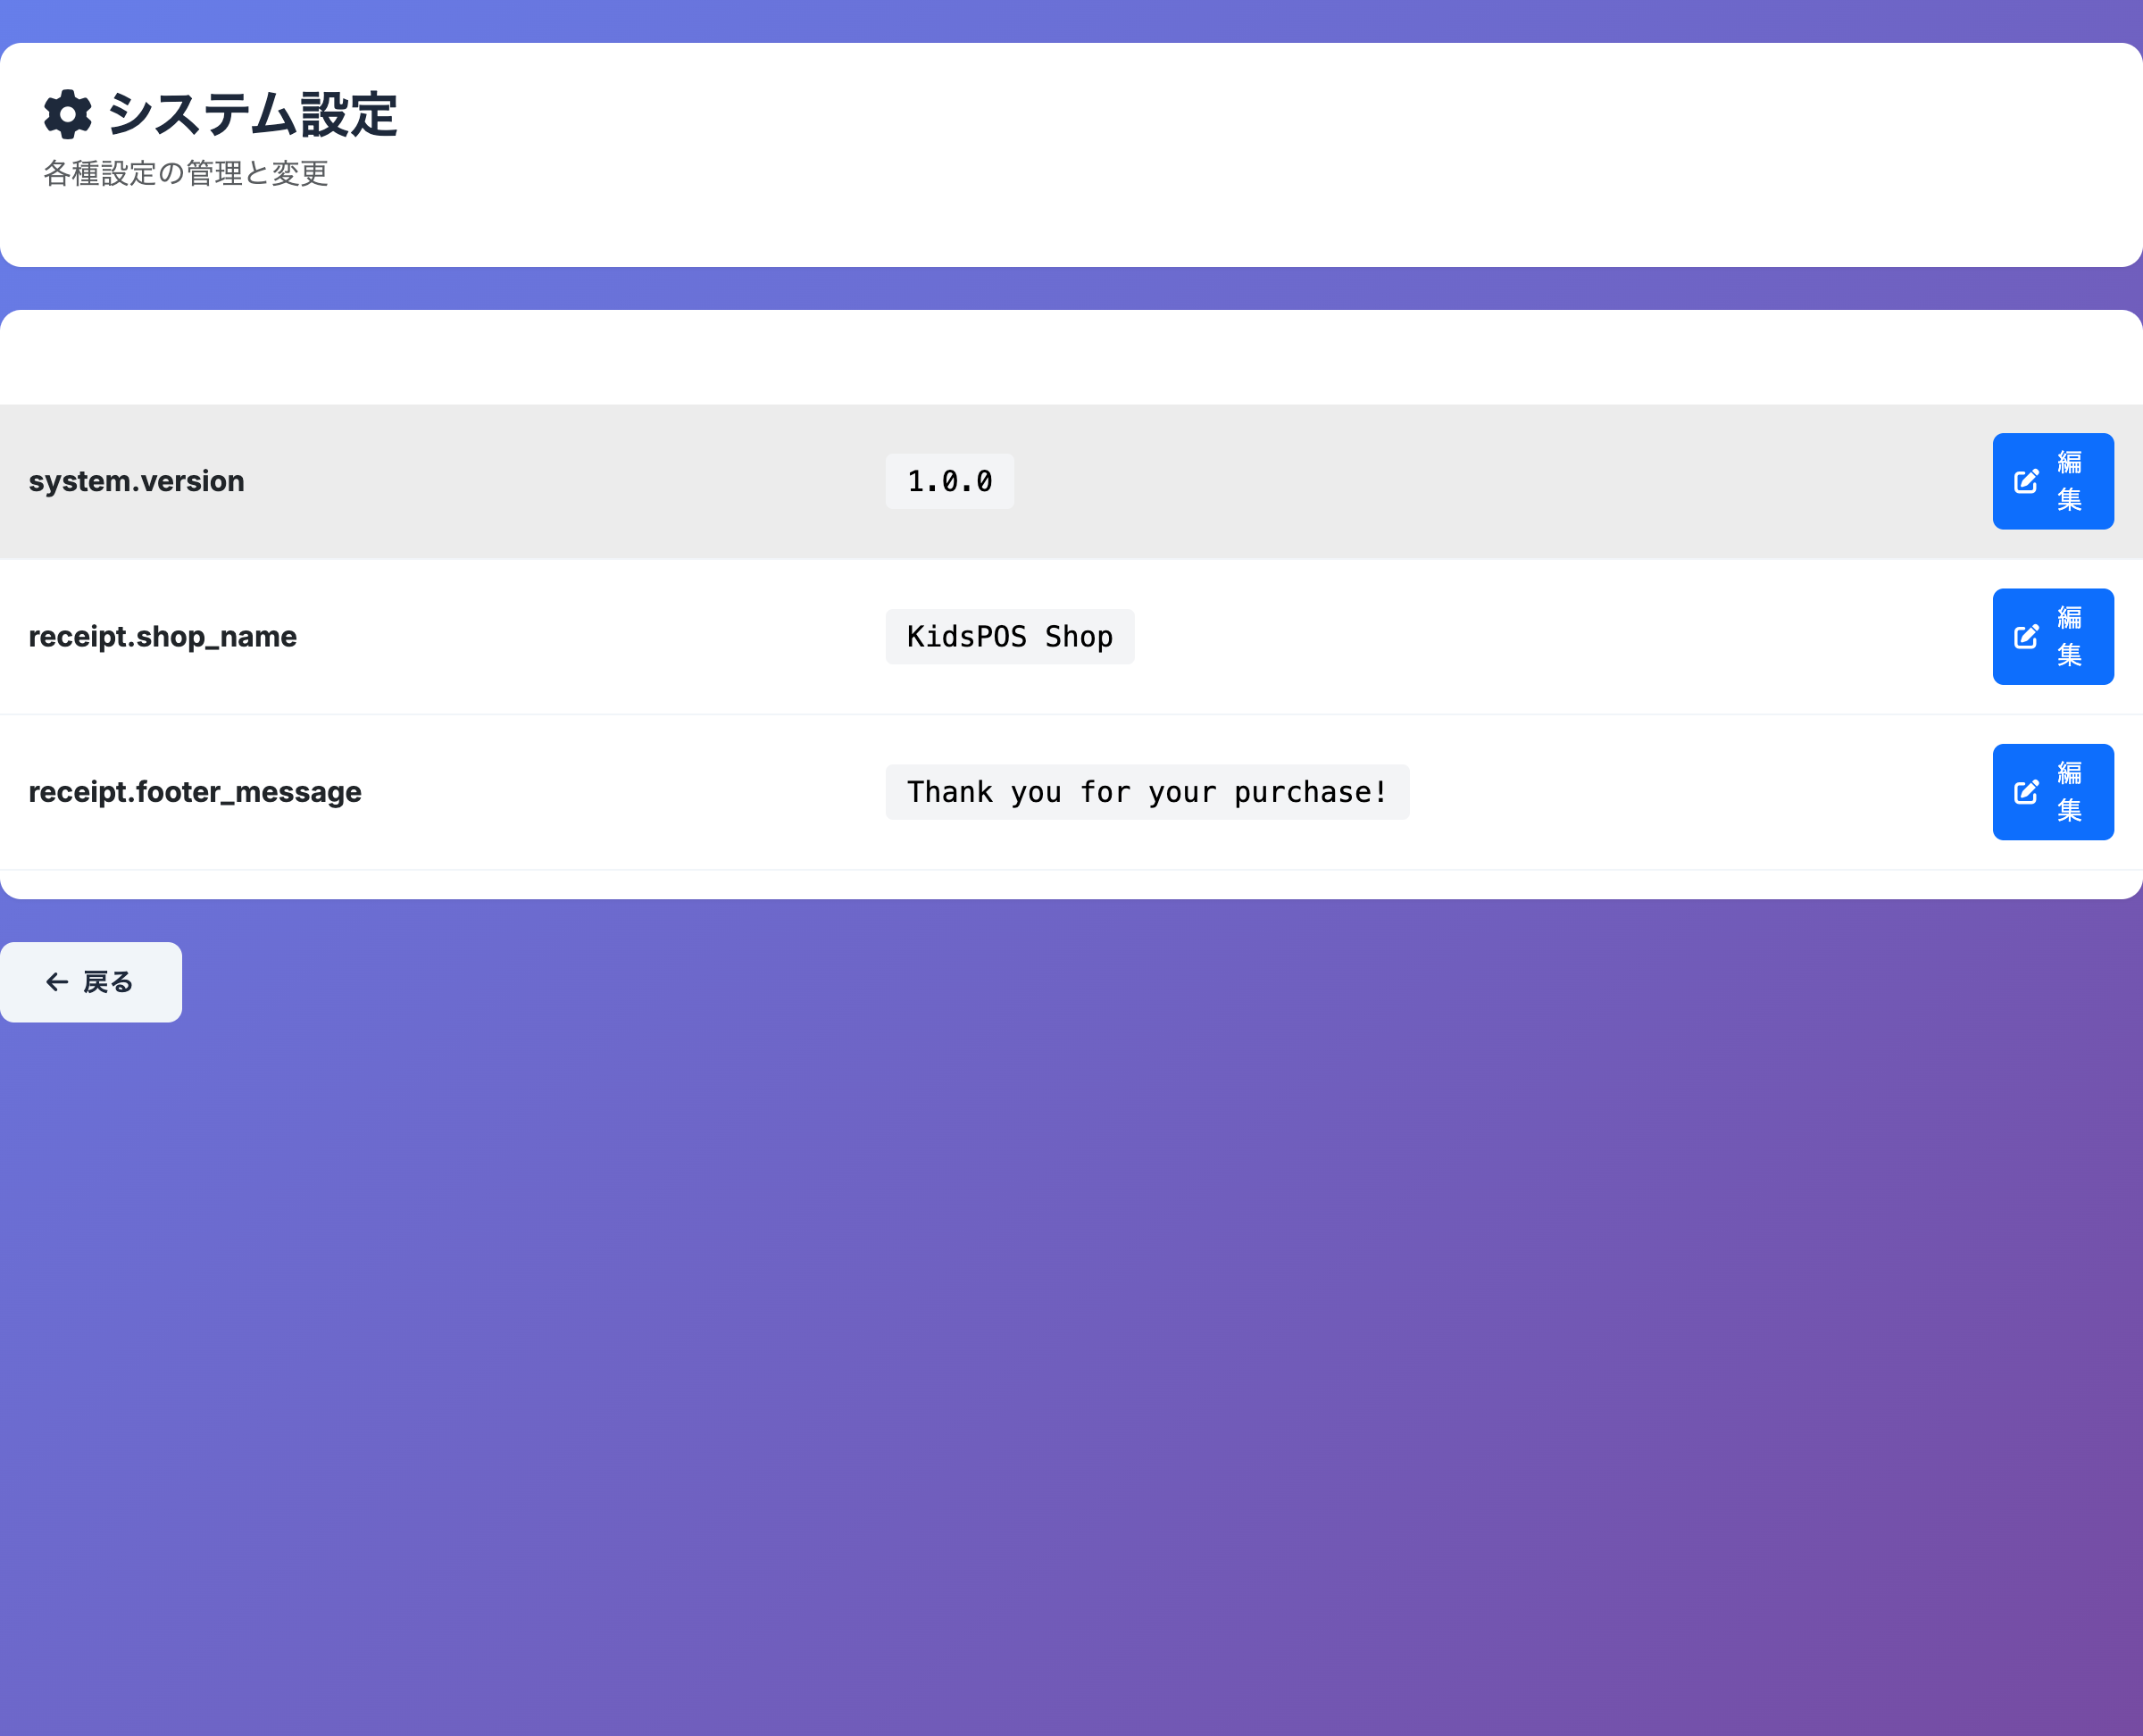 システム設定
各種設定の管理と変更
system.version
1.0.0
編
集
receipt.shop_name
KidsPOS Shop
編
集
receipt.footer_message
Thank you for your purchase!
編
集
戻る